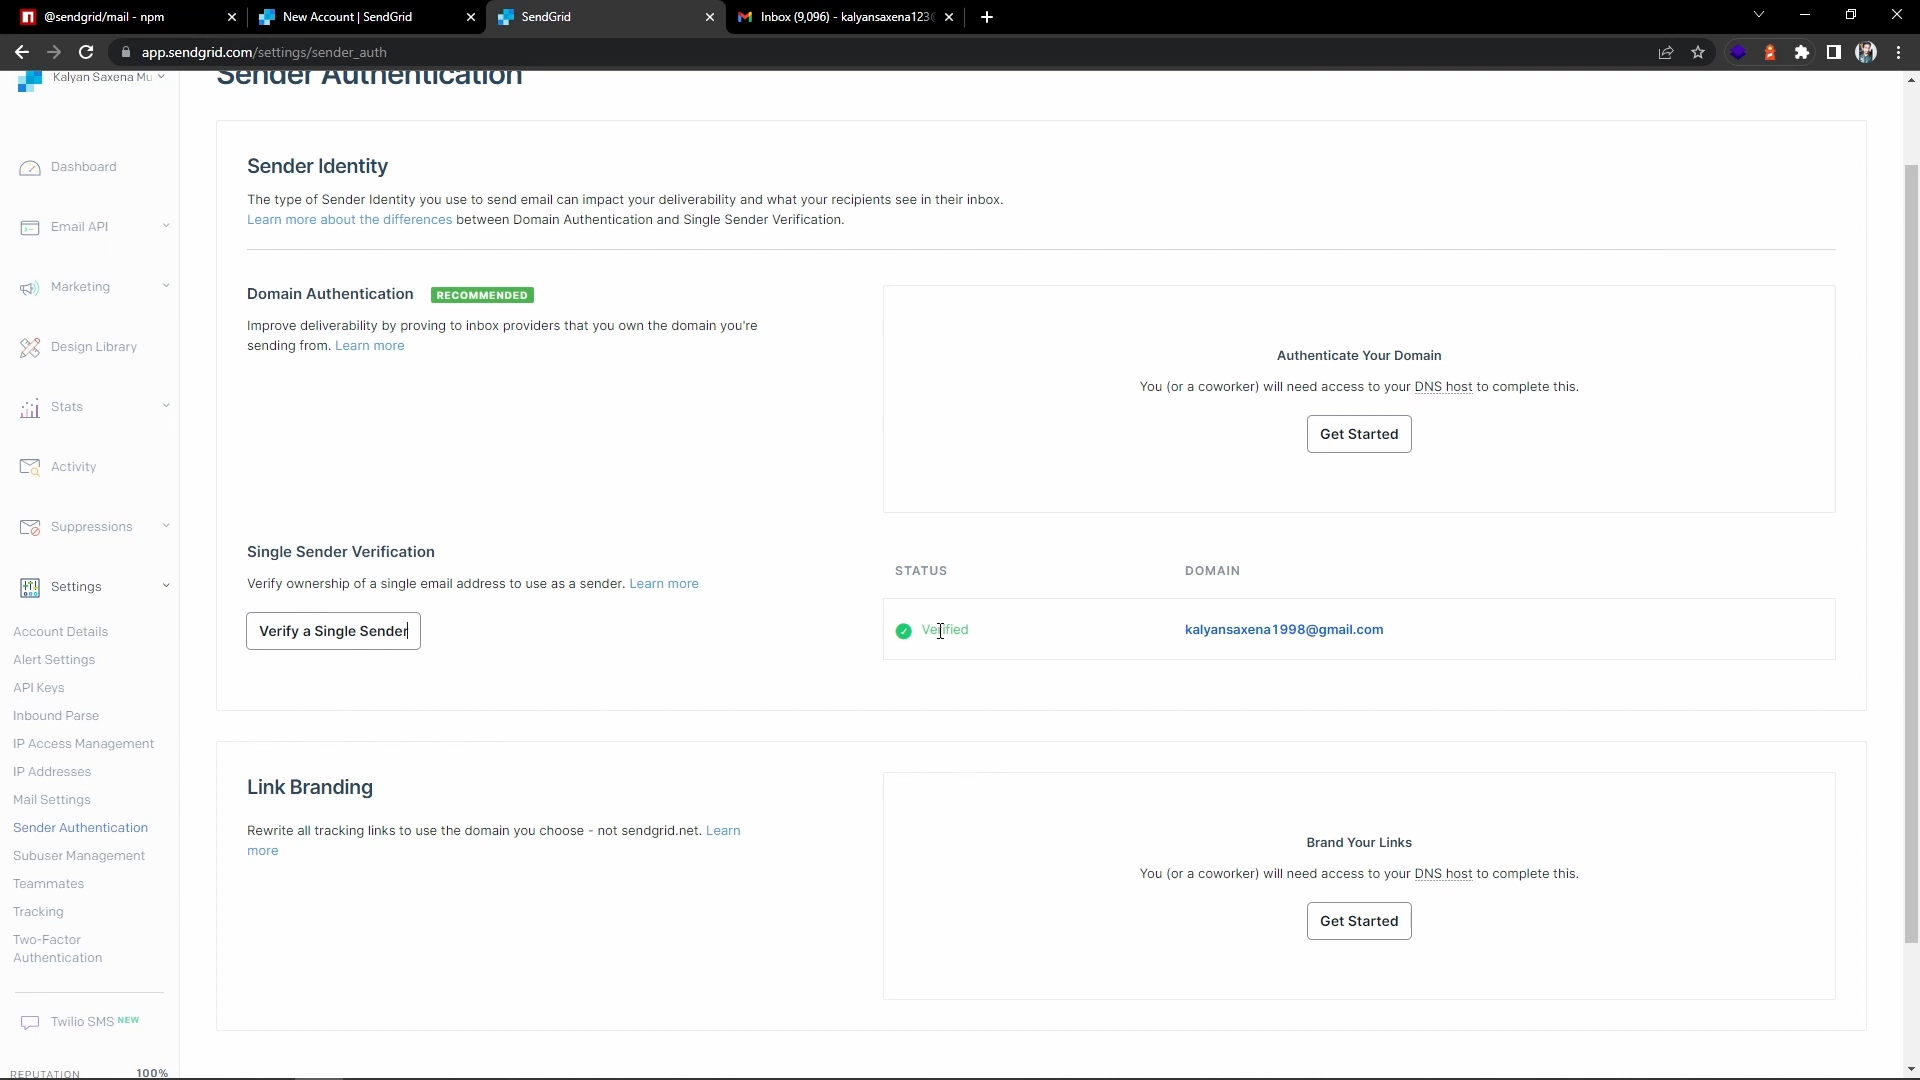 @sendgrid/mail - npm
New Account | SendGrid
SendGrid
Inbox (9,096) - kalyansaxena123
app.sendgrid.com/settings/sender_auth
Kalyan Saxena Mu
Sender Authentication
Dashboard
Email API
Marketing
Design Library
Stats
Activity
Suppressions
Settings
Account Details
Alert Settings
API Keys
Inbound Parse
IP Access Management
IP Addresses
Mail Settings
Sender Authentication
Subuser Management
Teammates
Tracking
Two-Factor
Authentication
Twilio SMS NEW
REPUTATION 100%
Sender Identity
The type of Sender Identity you use to send email can impact your deliverability and what your recipients see in their inbox.
Learn more about the differences between Domain Authentication and Single Sender Verification.
Domain Authentication RECOMMENDED
Improve deliverability by proving to inbox providers that you own the domain you're
sending from. Learn more
Authenticate Your Domain
You (or a coworker) will need access to your DNS host to complete this.
Get Started
Single Sender Verification
Verify ownership of a single email address to use as a sender. Learn more
Verify a Single Sender
STATUS DOMAIN
Verified kalyansaxena1998@gmail.com
Link Branding
Rewrite all tracking links to use the domain you choose - not sendgrid.net. Learn
more
Brand Your Links
You (or a coworker) will need access to your DNS host to complete this.
Get Started